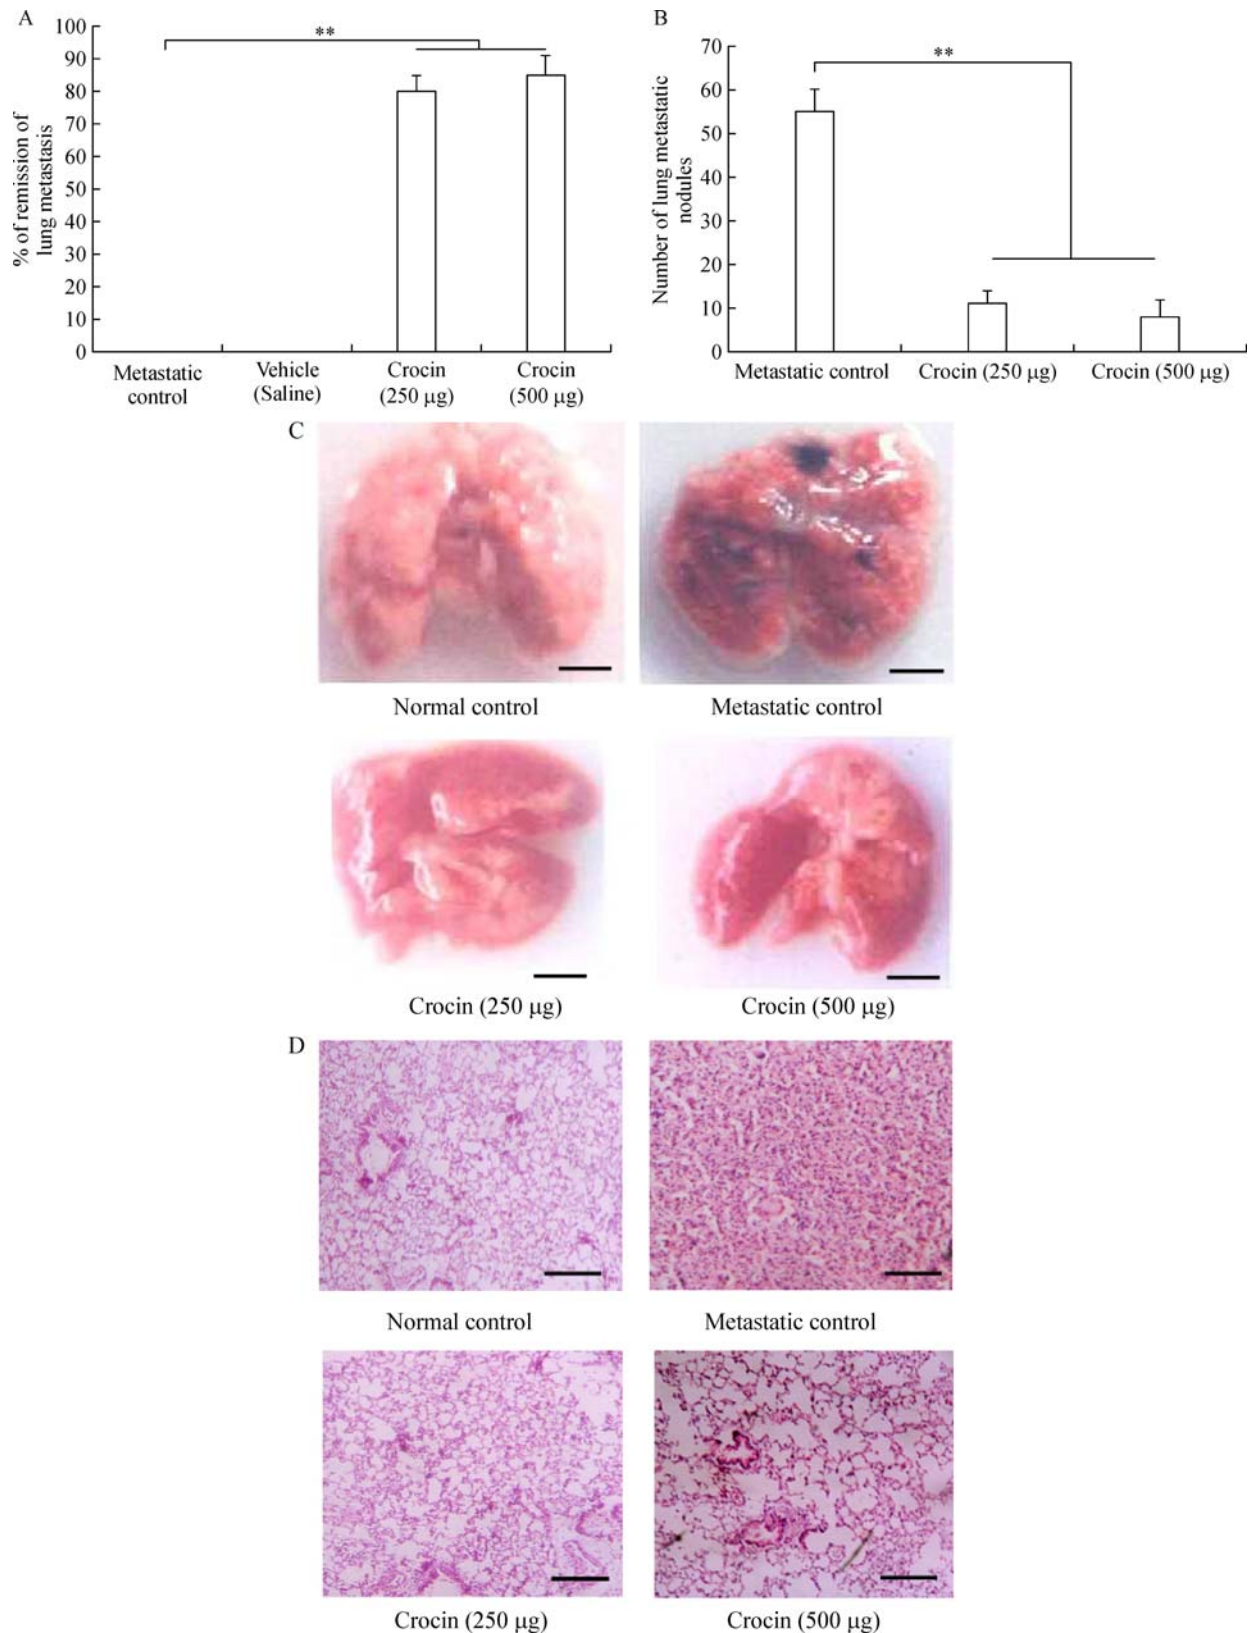 A
B
% of remission of
lung metastasis
100
90
80
70
60
50
40
30
20
10
0
**
Metastatic
control
Vehicle
(Saline)
Crocin
(250 μg)
Crocin
(500 μg)
Number of lung metastatic
nodules
70
60
50
40
30
20
10
0
**
Metastatic control
Crocin (250 μg)
Crocin (500 μg)
C
Normal control
Metastatic control
Crocin (250 μg)
Crocin (500 μg)
D
Normal control
Metastatic control
Crocin (250 μg)
Crocin (500 μg)